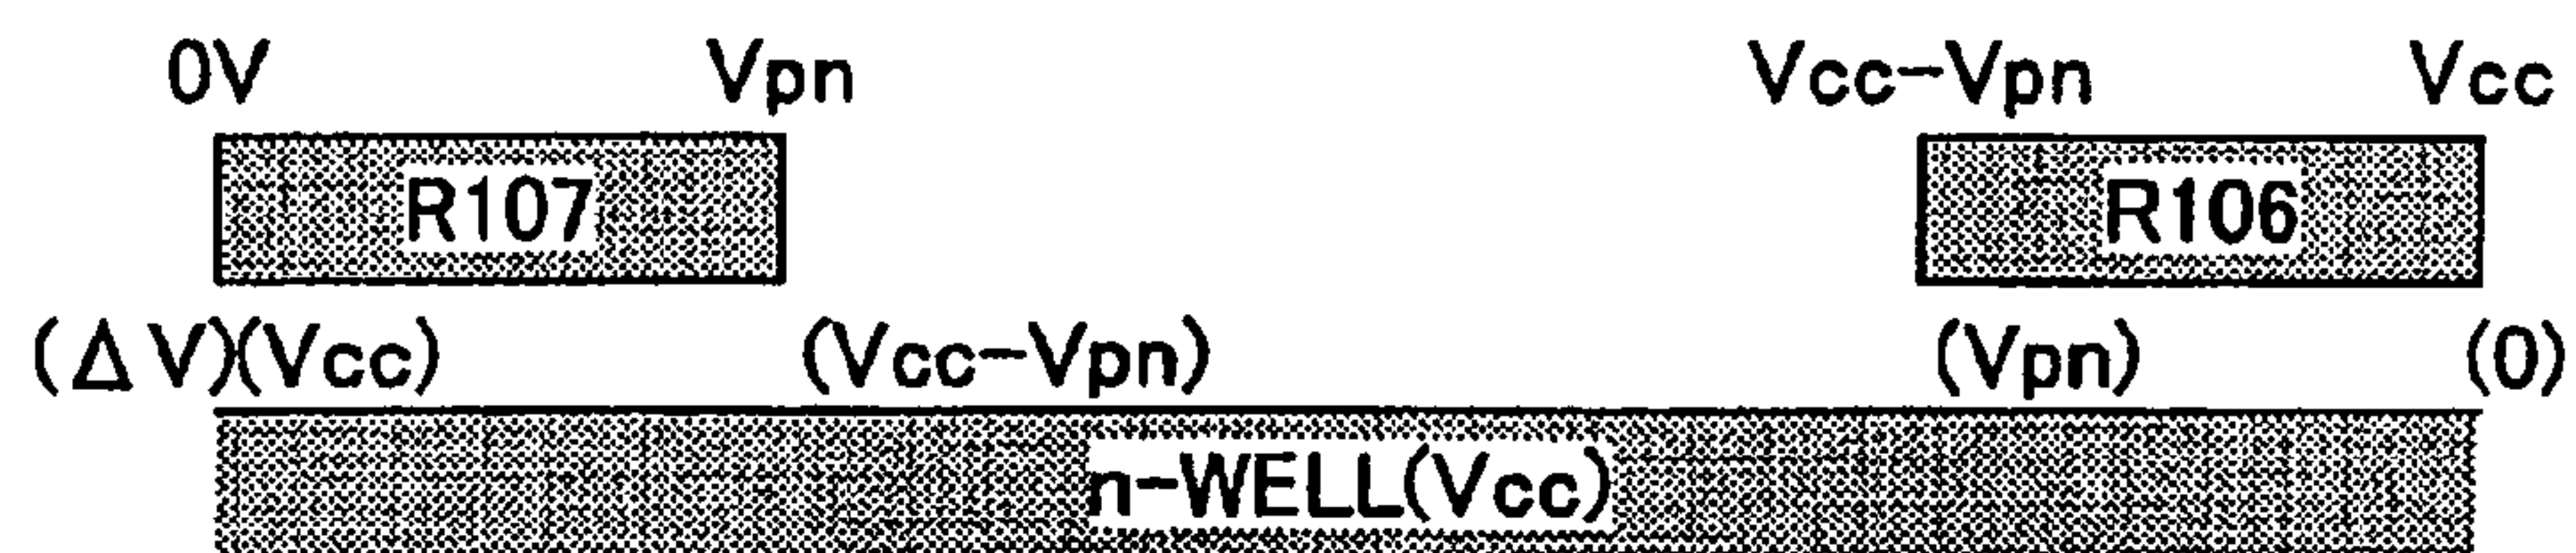 0V Vpn Vcc-Vpn Vcc
R107 R106
(ΔV)(Vcc) (Vcc-Vpn) (Vpn) (0)
n-WELL(Vcc)